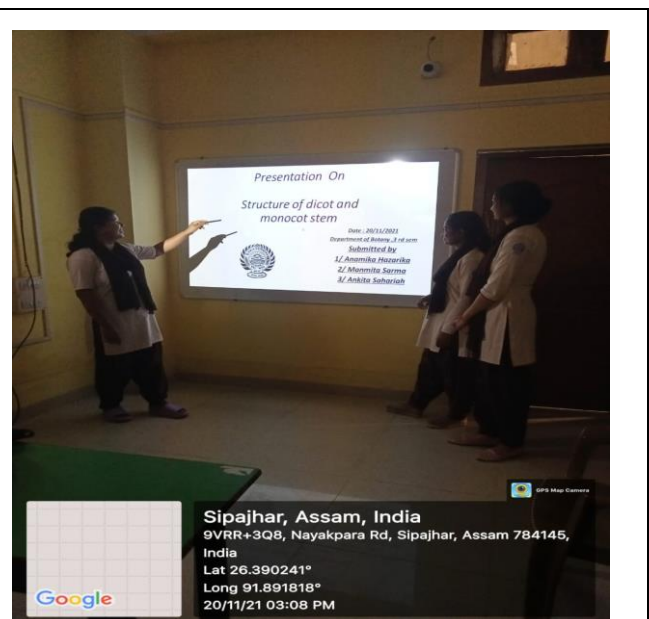 Presentation On
Structure of dicot and
monocot stem
Date : 20/11/2021
Department of Botany ,3 rd sem
Submitted by
1/ Anamika Hazarika
2/ Manmita Sarma
3/ Ankita Sahariah
GPS Map Camera
Sipajhar, Assam, India
9VRR+3Q8, Nayakpara Rd, Sipajhar, Assam 784145,
India
Lat 26.390241°
Long 91.891818°
20/11/21 03:08 PM
Google